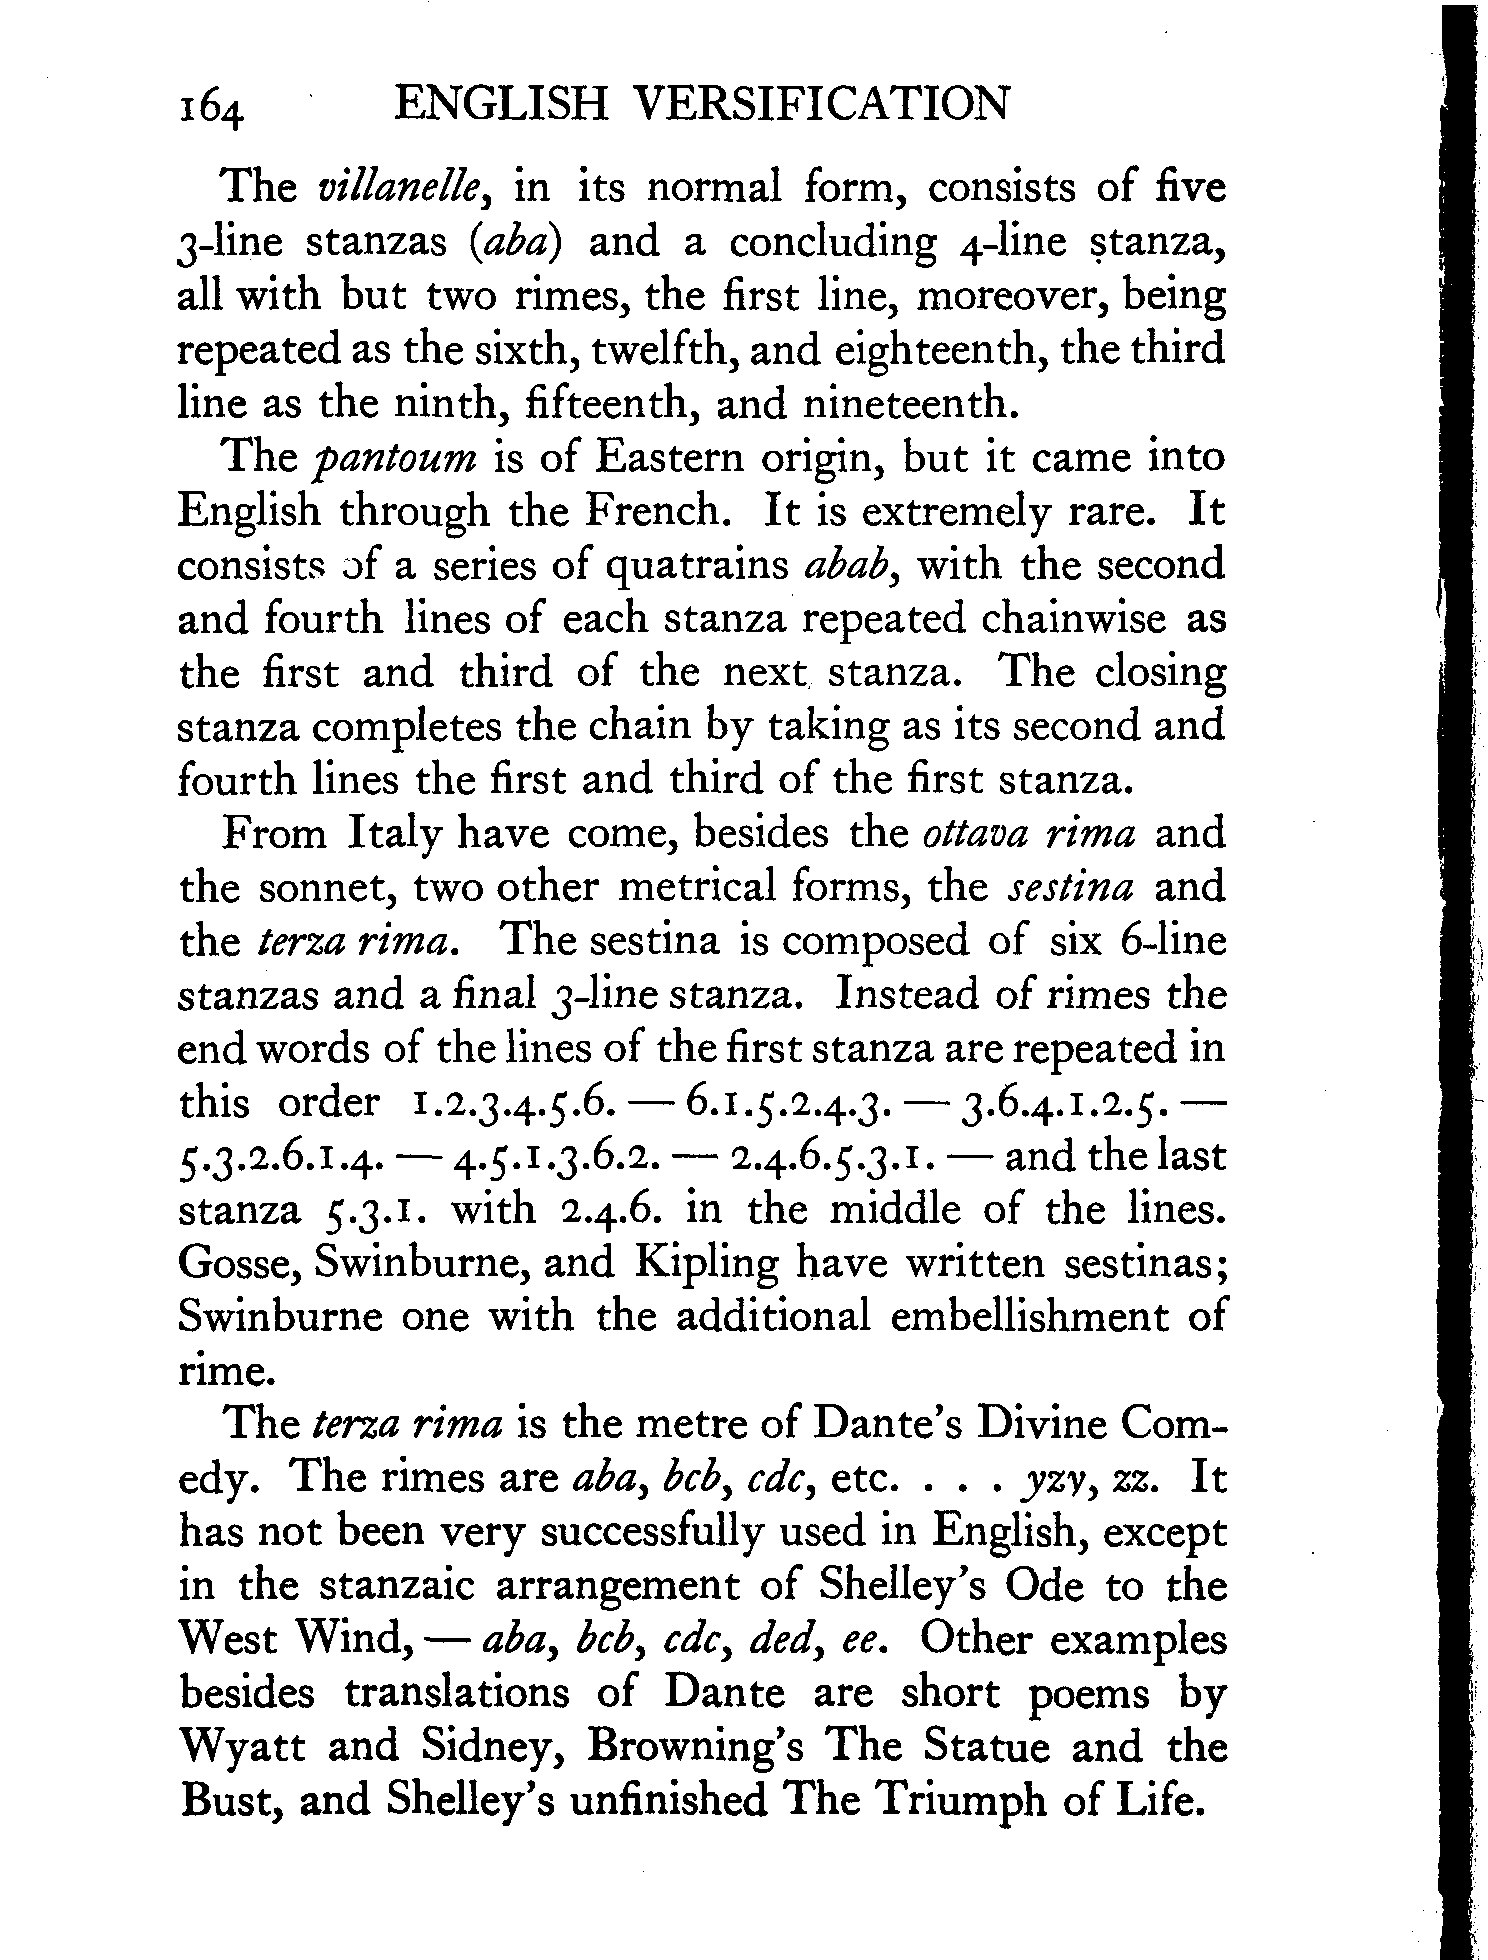 164 ENGLISH VERSIFICATION
The villanelle, in its normal form, consists of five
3-line stanzas (aba) and a concluding 4-line stanza,
all with but two rimes, the first line, moreover, being
repeated as the sixth, twelfth, and eighteenth, the third
line as the ninth, fifteenth, and nineteenth.
The pantoum is of Eastern origin, but it came into
English through the French. It is extremely rare. It
consists of a series of quatrains abab, with the second
and fourth lines of each stanza repeated chainwise as
the first and third of the next stanza. The closing
stanza completes the chain by taking as its second and
fourth lines the first and third of the first stanza.
From Italy have come, besides the ottava rima and
the sonnet, two other metrical forms, the sestina and
the terza rima. The sestina is composed of six 6-line
stanzas and a final 3-line stanza. Instead of rimes the
end words of the lines of the first stanza are repeated in
this order 1.2.3.4.5.6. — 6.1.5.2.4.3. — 3.6.4.1.2.5. —
5.3.2.6.1.4. — 4.5.1.3.6.2. — 2.4.6.5.3.1. — and the last
stanza 5.3.1. with 2.4.6. in the middle of the lines.
Gosse, Swinburne, and Kipling have written sestinas;
Swinburne one with the additional embellishment of
rime.
The terza rima is the metre of Dante's Divine Com-
edy. The rimes are aba, bcb, cdc, etc. . . . yzy, zz. It
has not been very successfully used in English, except
in the stanzaic arrangement of Shelley's Ode to the
West Wind, — aba, bcb, cdc, ded, ee. Other examples
besides translations of Dante are short poems by
Wyatt and Sidney, Browning's The Statue and the
Bust, and Shelley's unfinished The Triumph of Life.